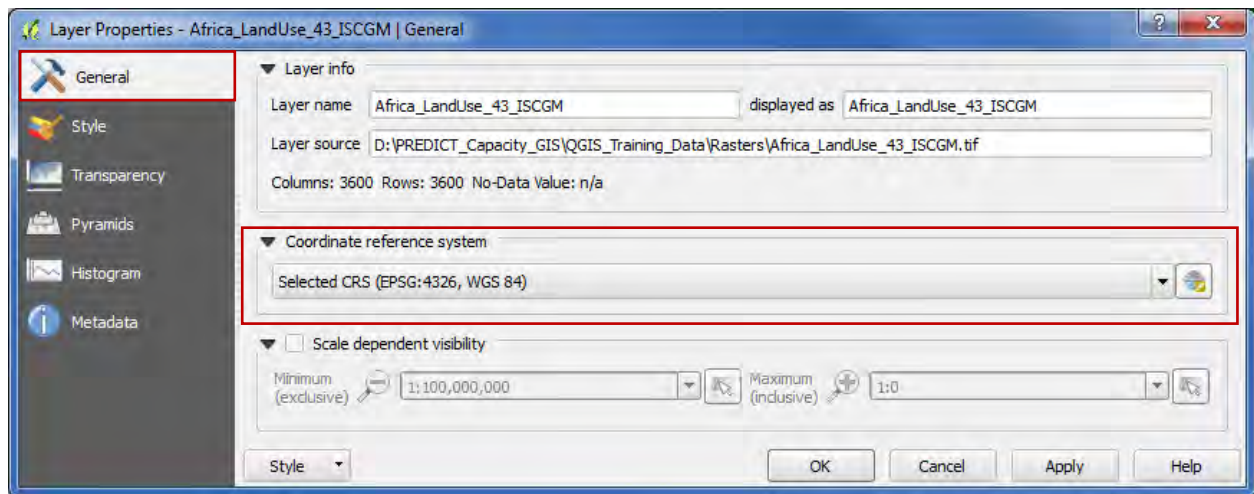 Layer Properties - Africa_LandUse_43_ISCGM | General
General
Style
Transparency
Pyramids
Histogram
Metadata
Layer info
Layer name Africa_LandUse_43_ISCGM displayed as Africa_LandUse_43_ISCGM
Layer source D:\PREDICT_Capacity_GIS\QGIS_Training_Data\Rasters\Africa_LandUse_43_ISCGM.tif
Columns: 3600 Rows: 3600 No-Data Value: n/a
Coordinate reference system
Selected CRS (EPSG:4326, WGS 84)
Scale dependent visibility
Minimum (exclusive) 1:100,000,000 Maximum (inclusive) 1:0
Style OK Cancel Apply Help